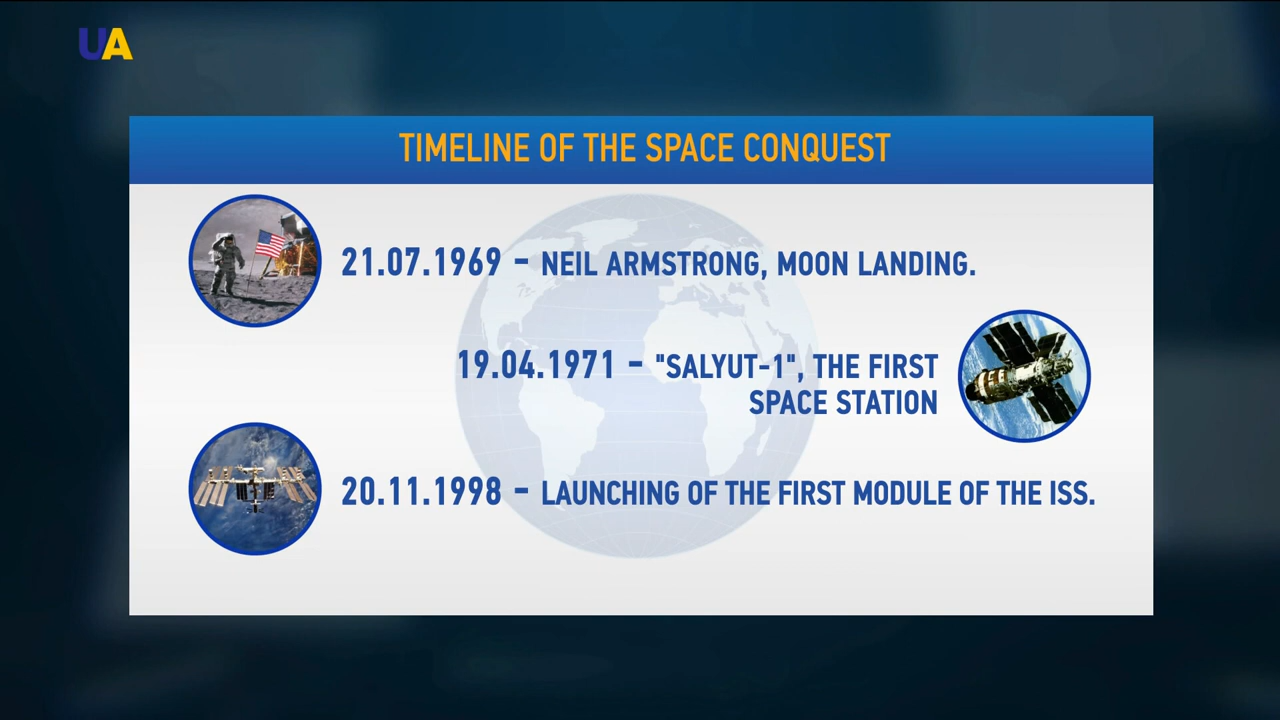 UA
TIMELINE OF THE SPACE CONQUEST
21.07.1969 – NEIL ARMSTRONG, MOON LANDING.
19.04.1971 – "SALYUT-1", THE FIRST
SPACE STATION
20.11.1998 – LAUNCHING OF THE FIRST MODULE OF THE ISS.